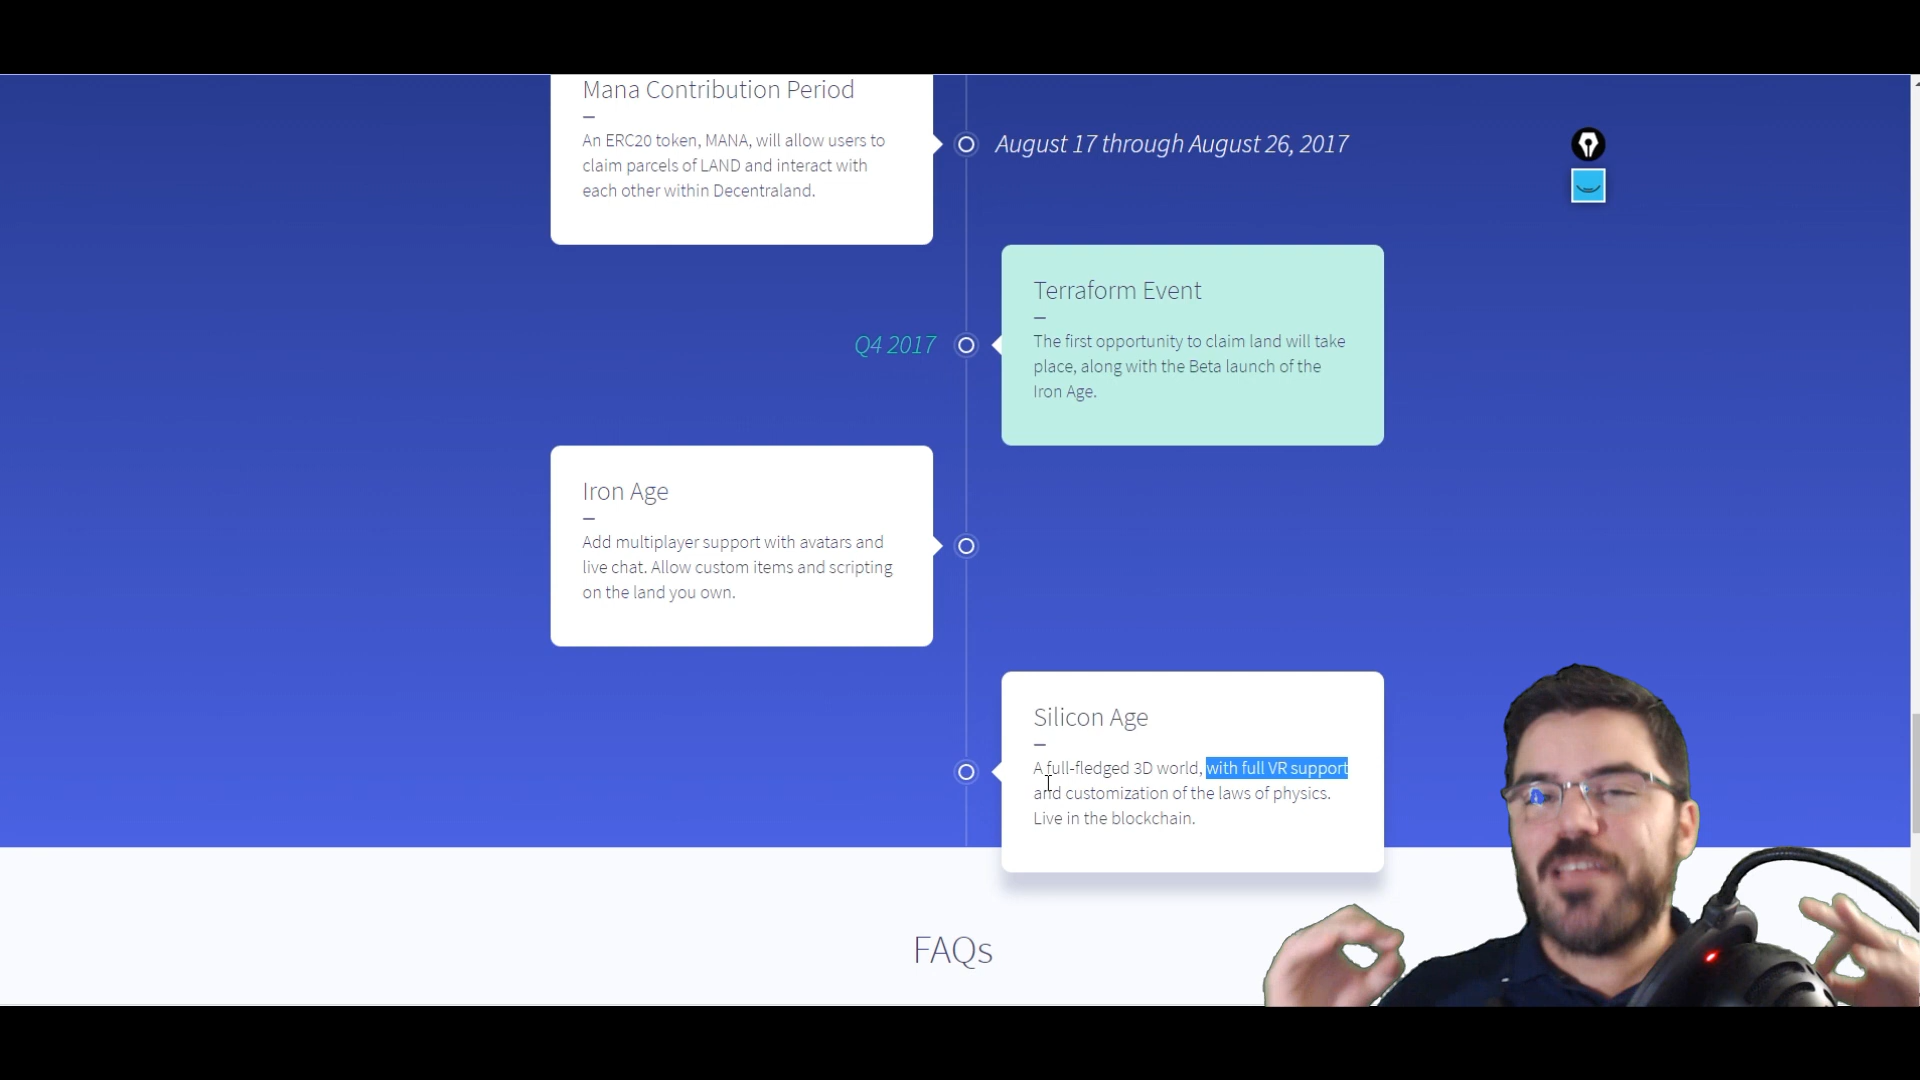 Mana Contribution Period
An ERC20 token, MANA, will allow users to
claim parcels of LAND and interact with
each other within Decentraland.
August 17 through August 26, 2017
Terraform Event
The first opportunity to claim land will take
place, along with the Beta launch of the
Iron Age.
Q4 2017
Iron Age
Add multiplayer support with avatars and
live chat. Allow custom items and scripting
on the land you own.
Silicon Age
A full-fledged 3D world, with full VR support
and customization of the laws of physics.
Live in the blockchain.
FAQs